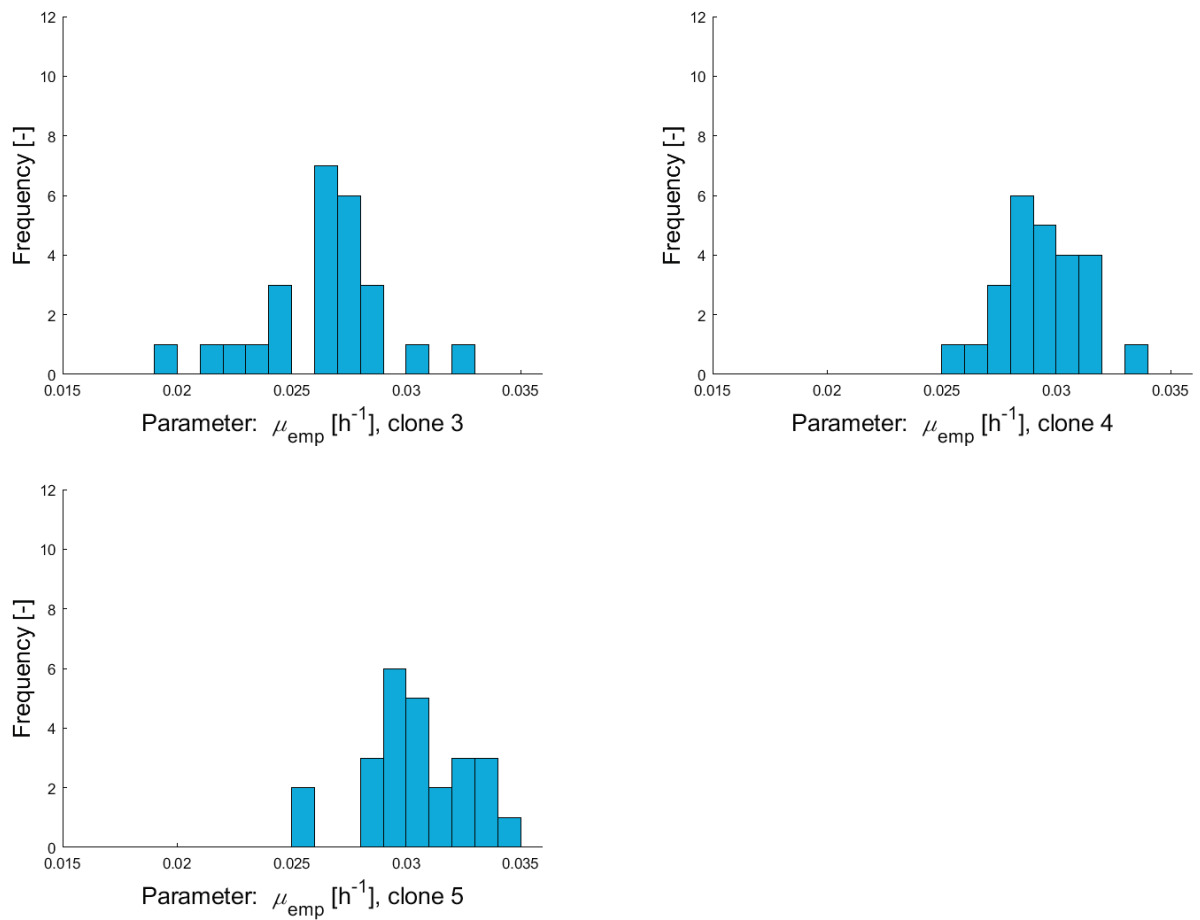 12
10
8
6
4
2
0
Frequency [-]
0.015 0.02 0.025 0.03 0.035
Parameter: μemp [h-1], clone 3
12
10
8
6
4
2
0
Frequency [-]
0.015 0.02 0.025 0.03 0.035
Parameter: μemp [h-1], clone 4
12
10
8
6
4
2
0
Frequency [-]
0.015 0.02 0.025 0.03 0.035
Parameter: μemp [h-1], clone 5